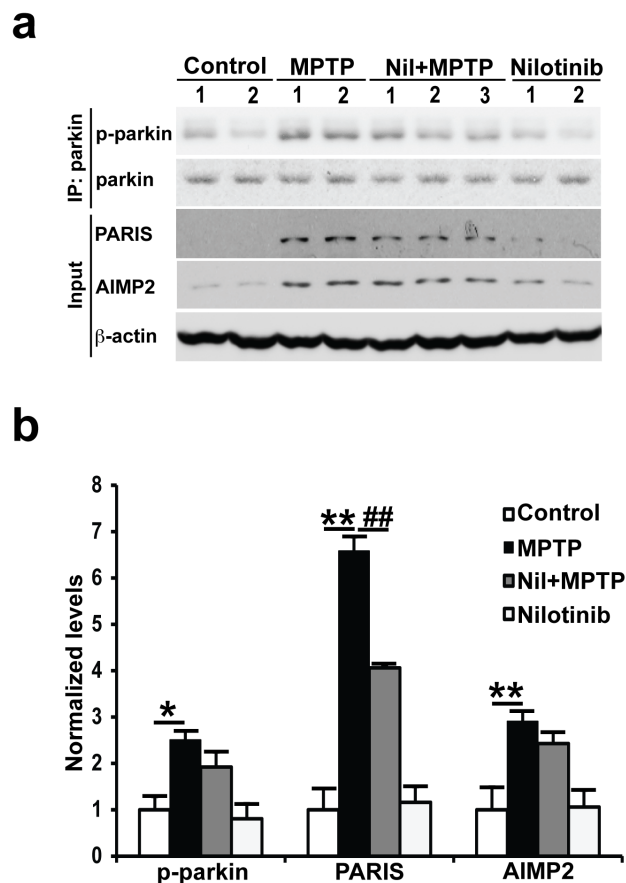 a
Control MPTP Nil+MPTP Nilotinib
1 2 1 2 1 2 3 1 2
IP: parkin
p-parkin
parkin
Input
PARIS
AIMP2
β-actin
b
Normalized levels
8
7
6
5
4
3
2
1
0
* ** ## **
Control
MPTP
Nil+MPTP
Nilotinib
p-parkin PARIS AIMP2